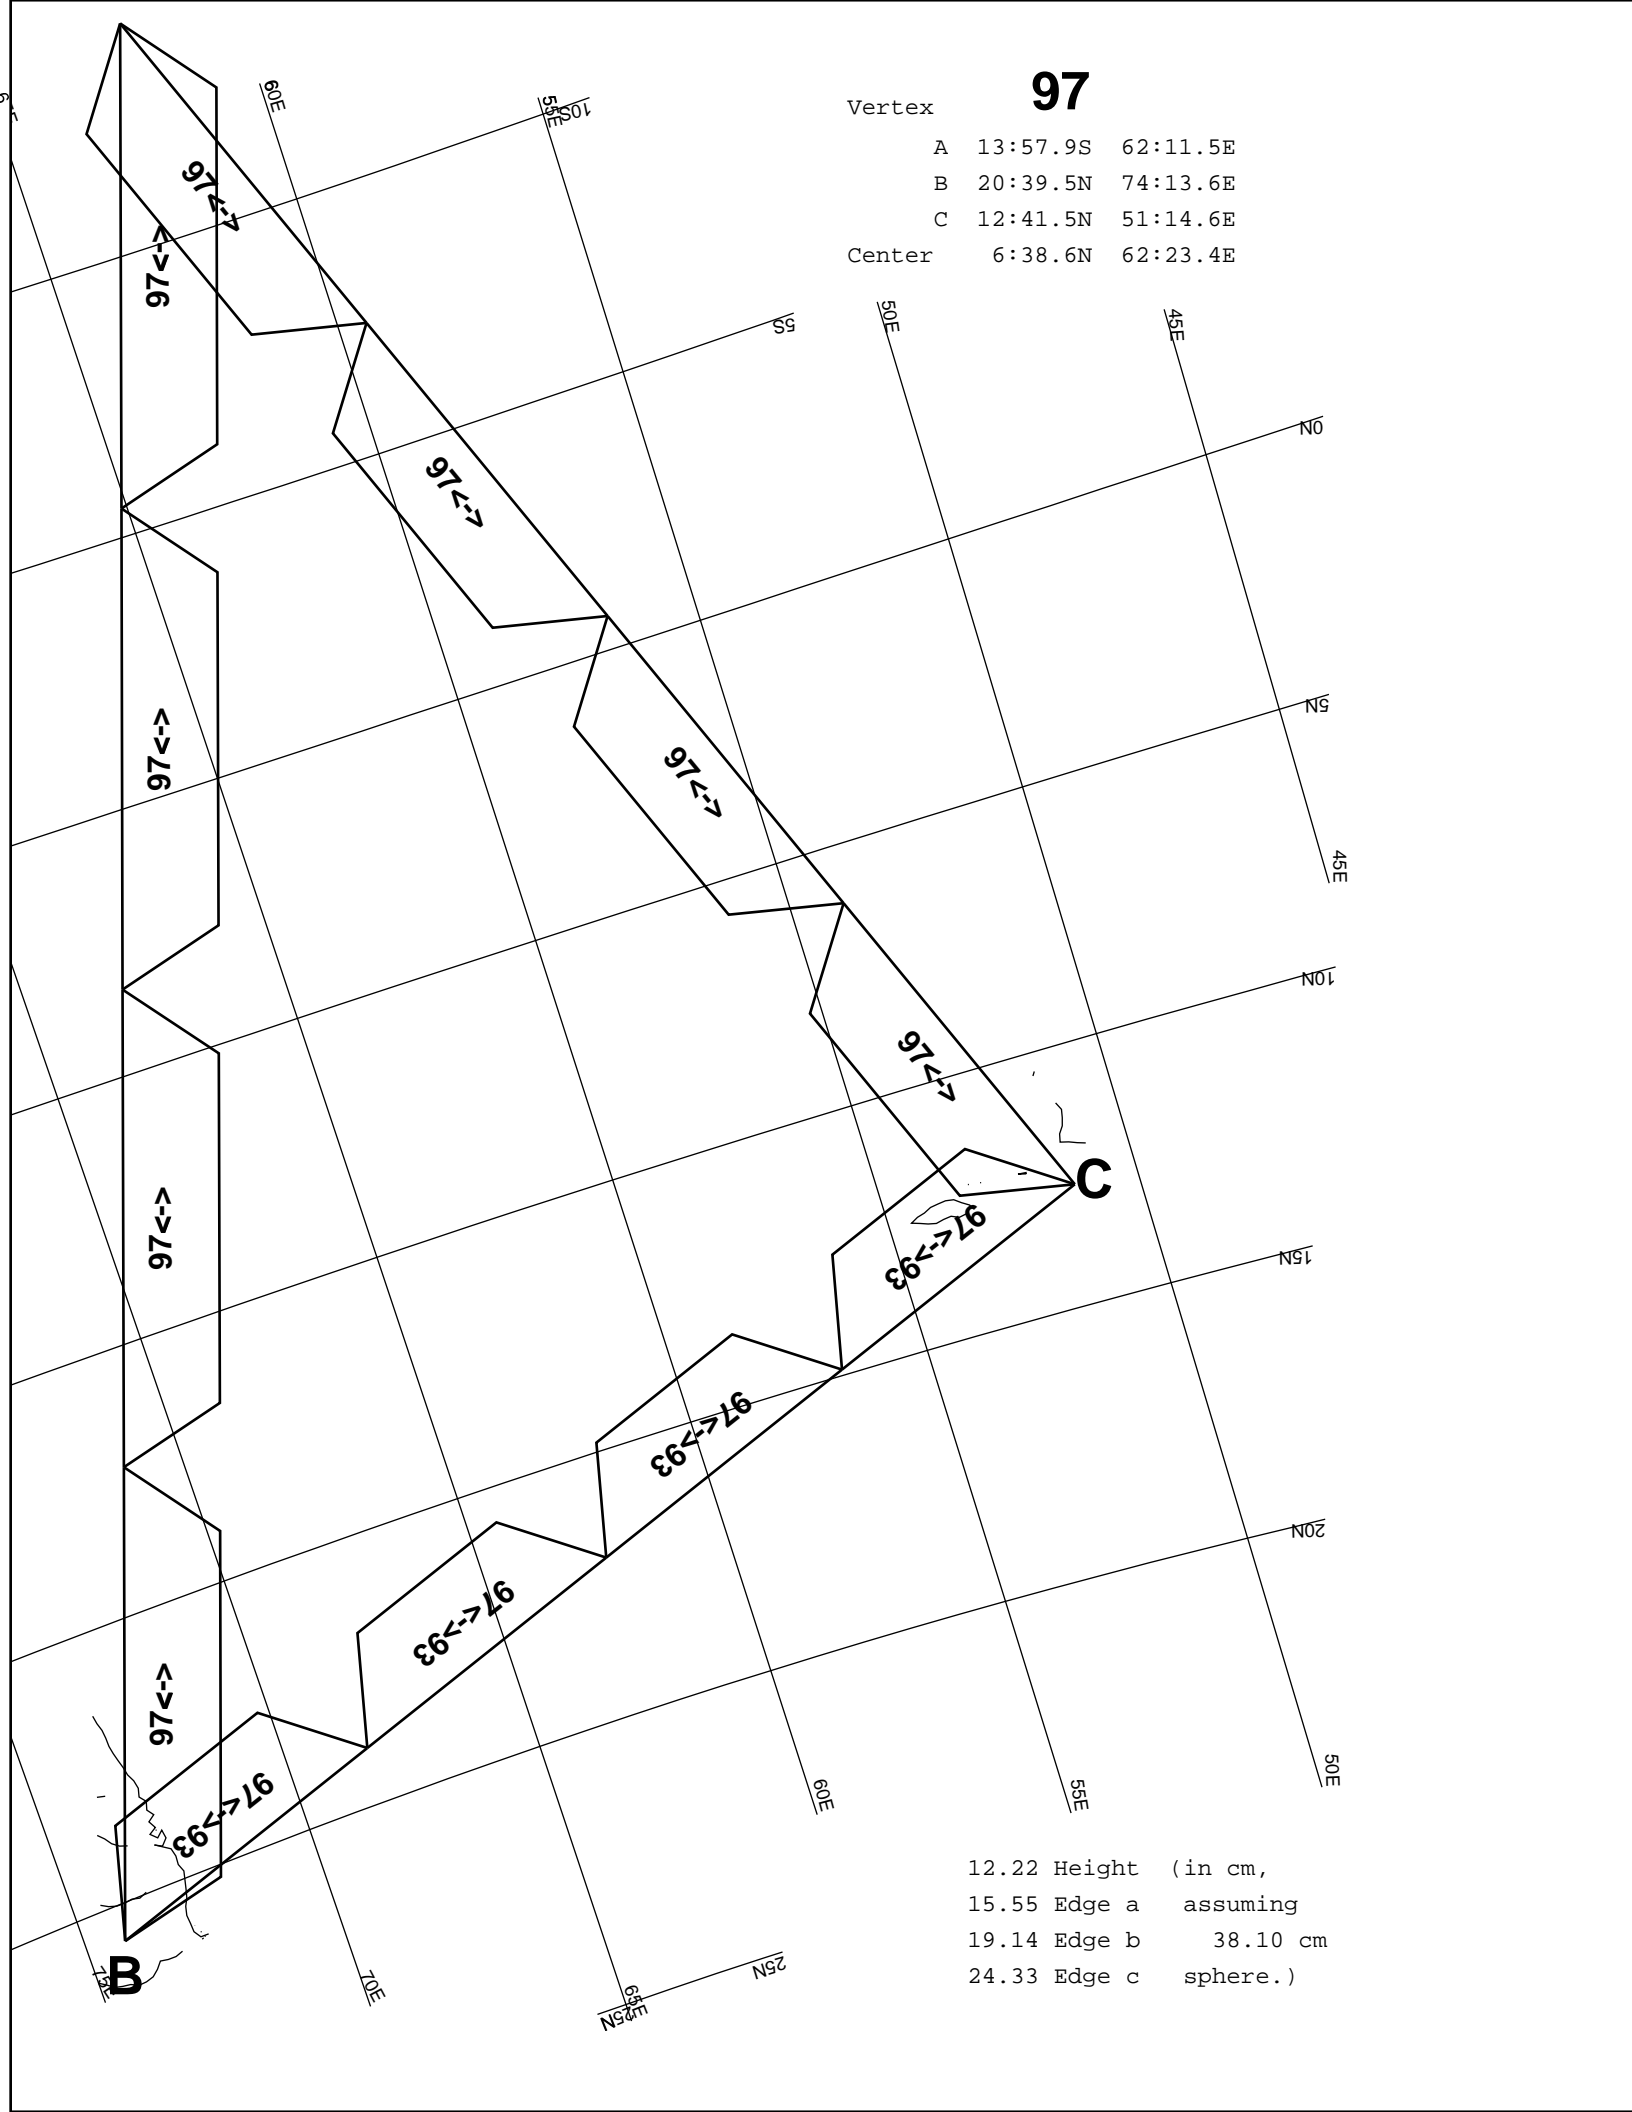 97
Vertex
A 13:57.9S 62:11.5E
B 20:39.5N 74:13.6E
C 12:41.5N 51:14.6E
Center 6:38.6N 62:23.4E
60E
55E
10S
50E
45E
5S
0N
5N
45E
10N
15N
20N
50E
55E
60E
65E
70E
75E
25N
25N
97<->
97<->
97<->
97<->
97<->
97<->
97<->
97<->
97<->93
97<->93
97<->93
97<->93
C
B
12.22 Height (in cm,
15.55 Edge a assuming
19.14 Edge b 38.10 cm
24.33 Edge c sphere.)